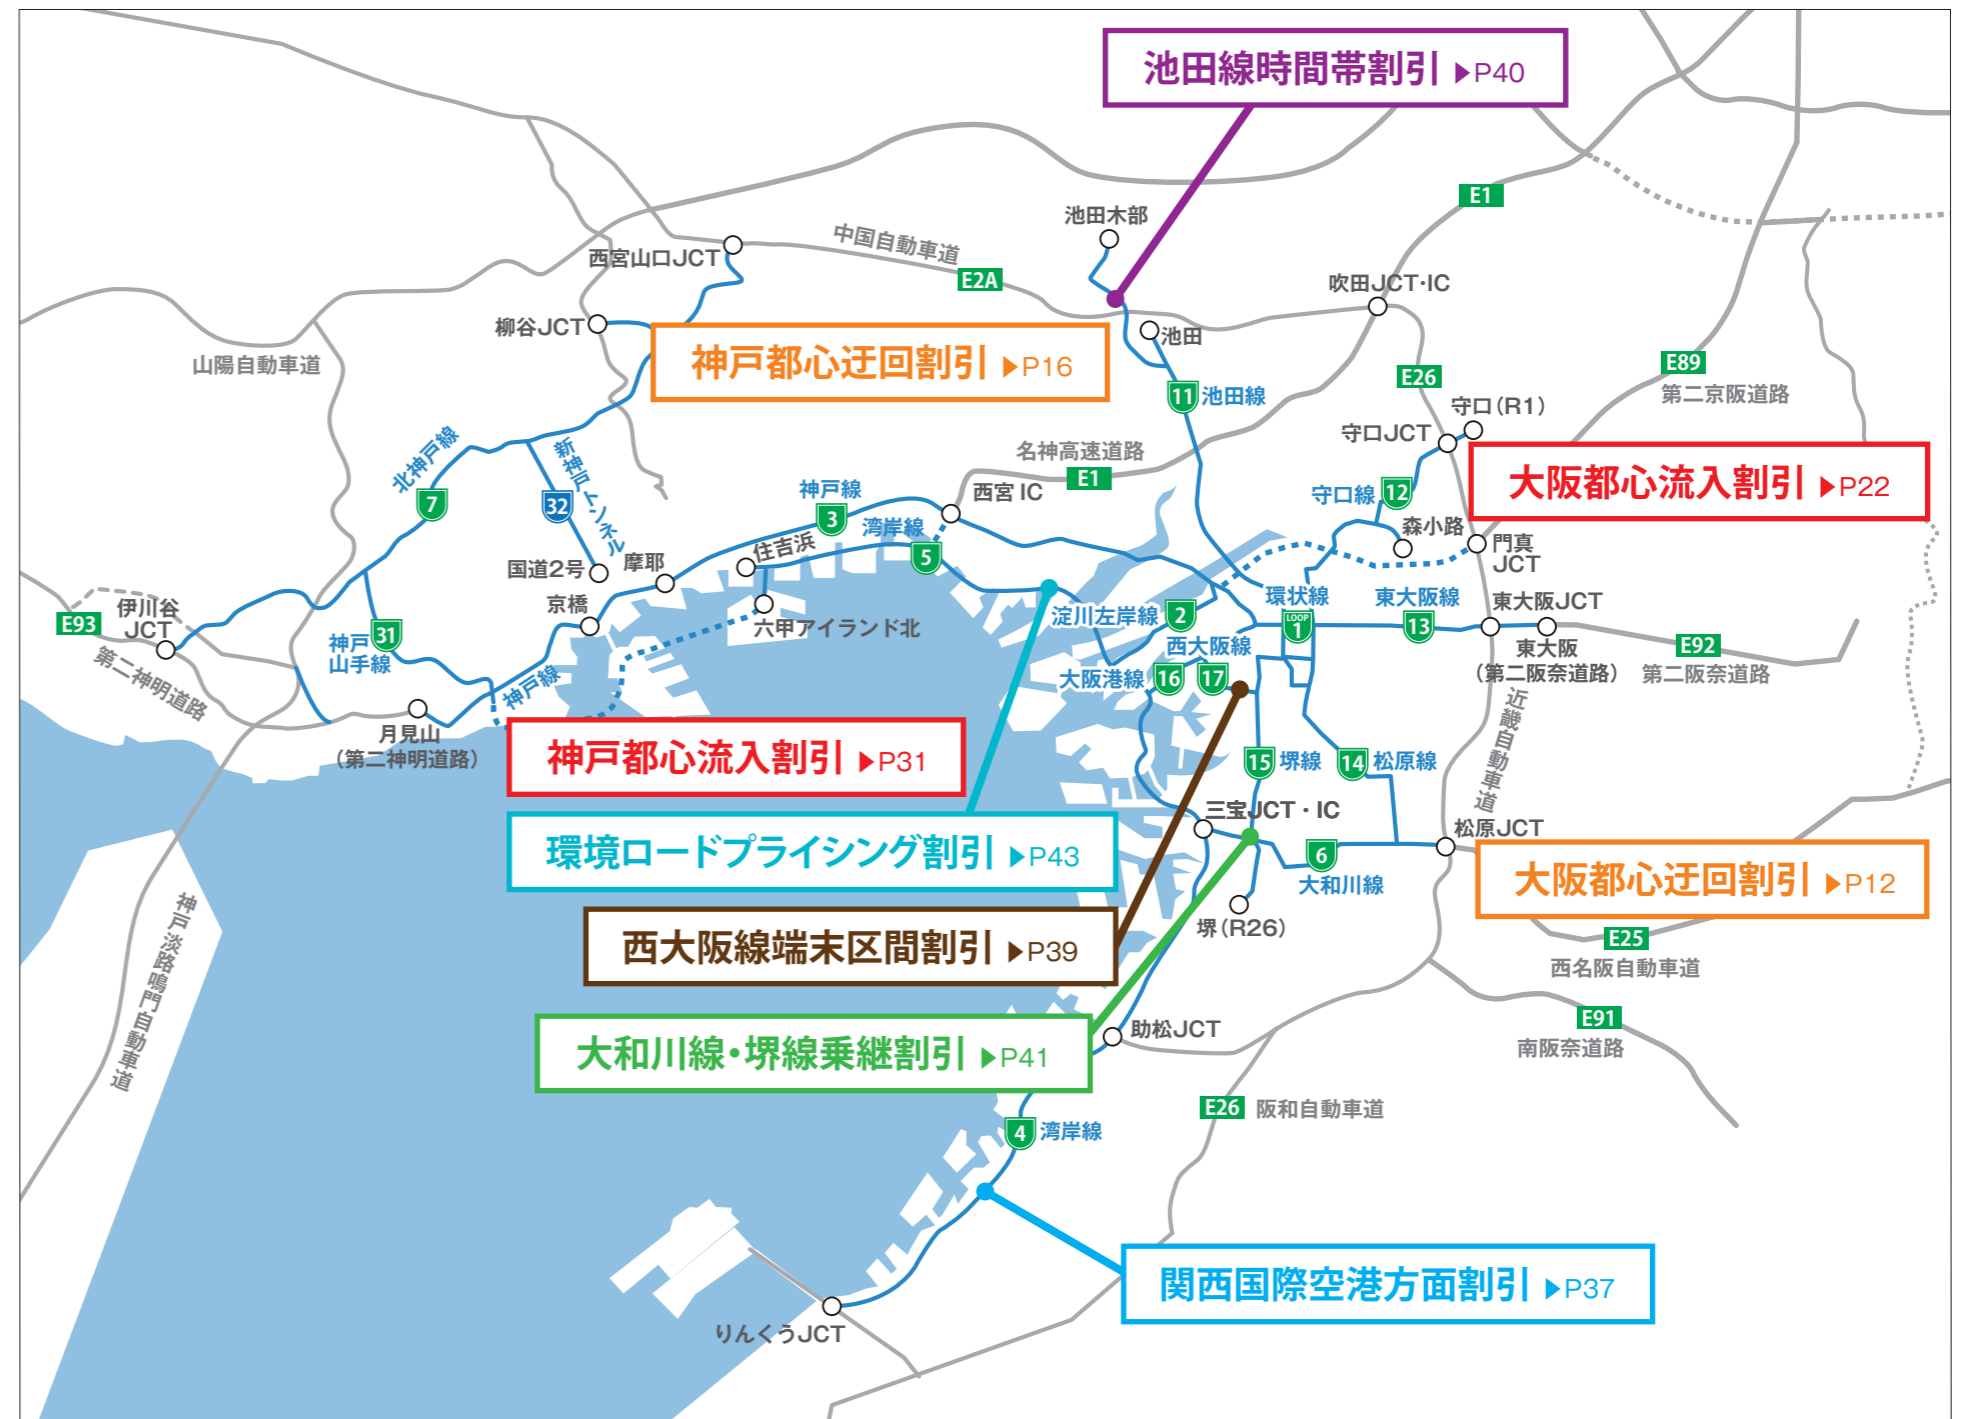 池田線時間帯割引 ▶P40
E1
池田木部
中国自動車道
西宮山口JCT
E2A
吹田JCT･IC
柳谷JCT
池田
神戸都心迂回割引 ▶P16
山陽自動車道
E26
E89
第二京阪道路
11 池田線
守口(R1)
守口JCT
北神戸線
7
新神戸トンネル
32
名神高速道路
E1
大阪都心流入割引 ▶P22
神戸線
3
西宮 IC
守口線 12
湾岸線
5
森小路
門真
JCT
住吉浜
摩耶
国道2号
京橋
伊川谷
JCT
E93
六甲アイランド北
淀川左岸線 2
環状線
LOOP
1
東大阪線
13
東大阪JCT
東大阪
(第二阪奈道路)
E92
第二阪奈道路
神戸
山手線
31
西大阪線
大阪港線 16
17
第二神明道路
神戸線
月見山
(第二神明道路)
近畿自動車道
神戸都心流入割引 ▶P31
15 堺線
14 松原線
三宝JCT・IC
松原JCT
環境ロードプライシング割引 ▶P43
6
大和川線
大阪都心迂回割引 ▶P12
堺(R26)
西大阪線端末区間割引 ▶P39
E25
西名阪自動車道
神戸淡路鳴門自動車道
助松JCT
E91
南阪奈道路
大和川線･堺線乗継割引 ▶P41
E26 阪和自動車道
4 湾岸線
関西国際空港方面割引 ▶P37
りんくうJCT